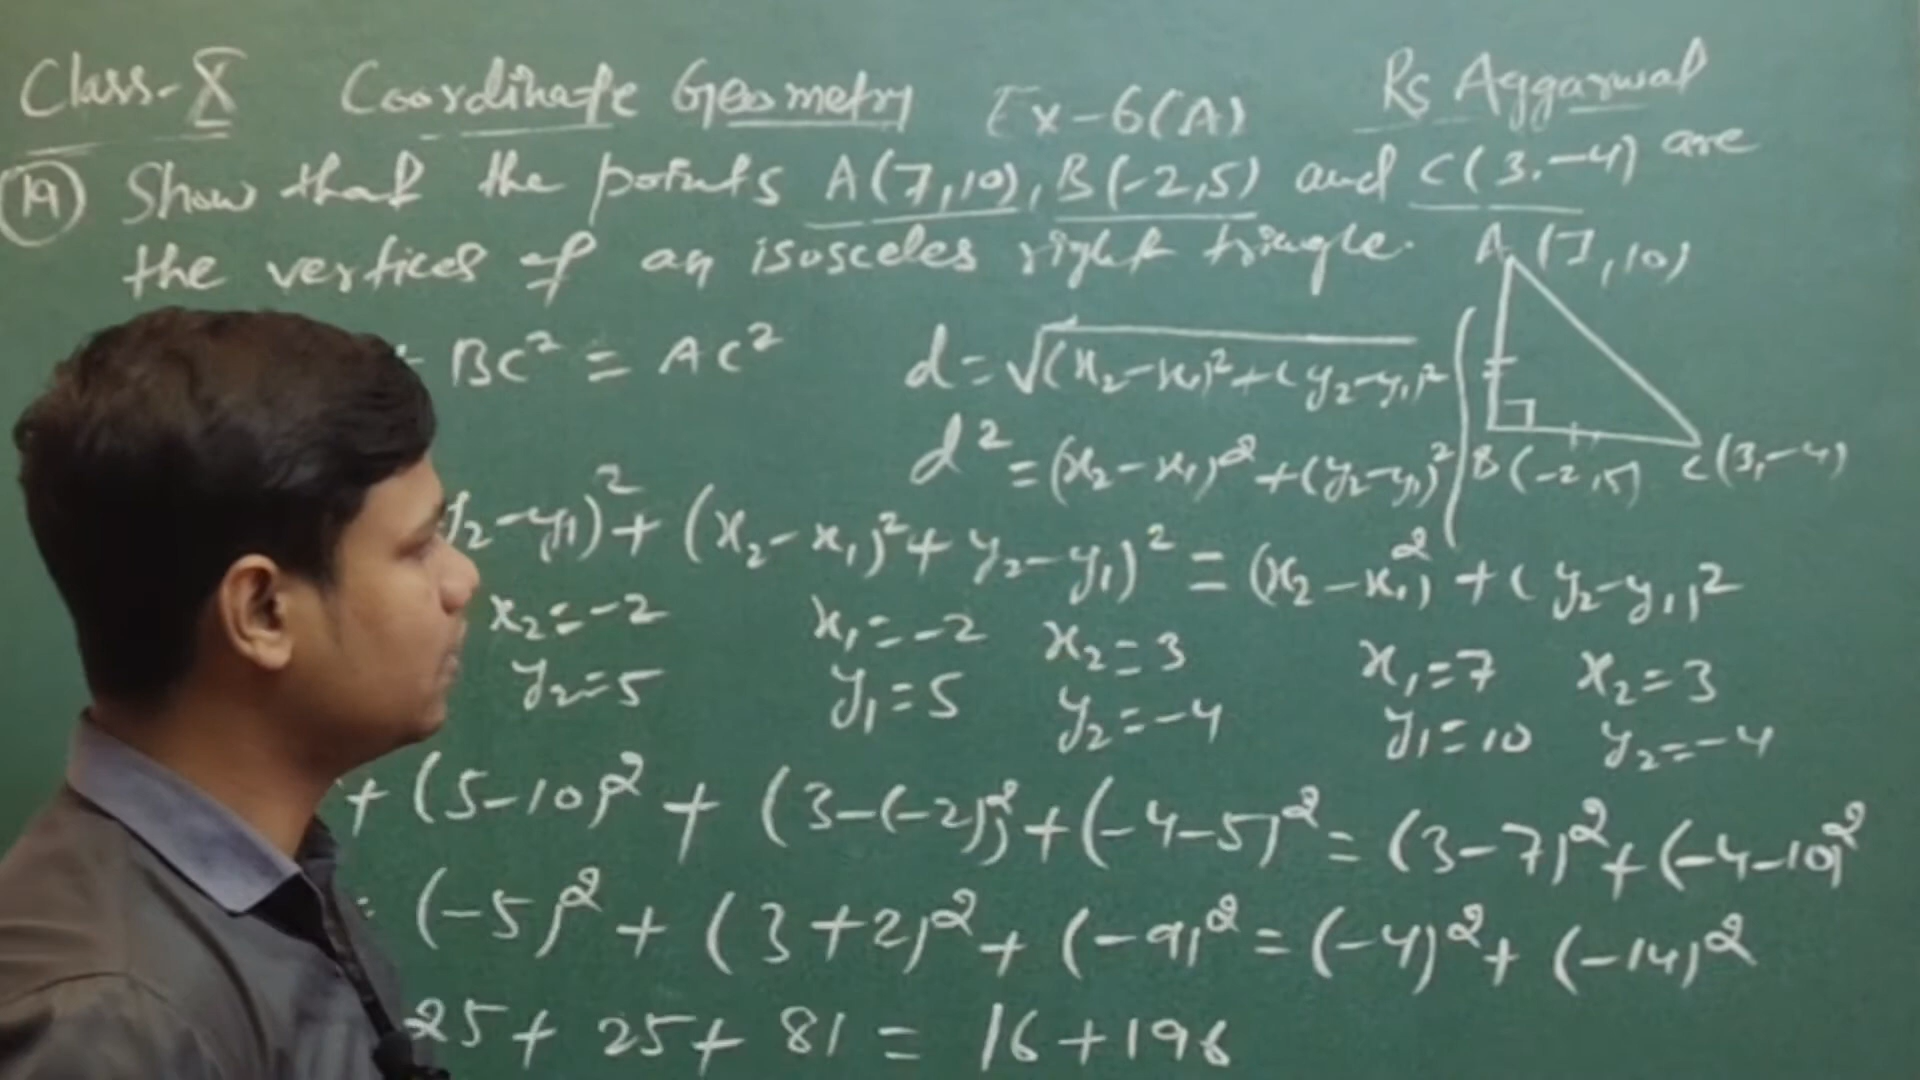 Class-X Coordinate Geometry Ex-6(A) Rs Aggarwal
(19) Show that the points A(7,10), B(-2,5) and C(3,-4) are
the vertices of an isosceles right triangle.
A (7,10)
BC² = AC²
d=√(x₂-x₁)²+(y₂-y₁)²
d²=(x₂-x₁)²+(y₂-y₁)²
B(-2,5) C(3,-4)
y₂-y₁)²+(x₂-x₁)²+y₂-y₁)²=(x₂-x₁)²+(y₂-y₁)²
x₂=-2 x₁=-2 x₂=3 x₁=7 x₂=3
y₂=5 y₁=5 y₂=-4 y₁=10 y₂=-4
+(5-10)²+(3-(-2))²+(-4-5)²=(3-7)²+(-4-10)²
(-5)²+(3+2)²+(-9)²=(-4)²+(-14)²
25+25+81=16+196